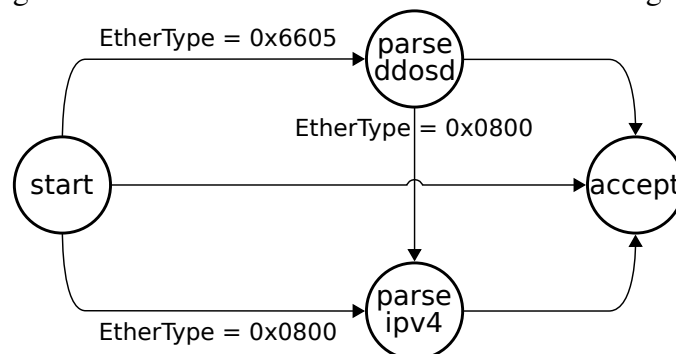 EtherType = 0x6605
parse
ddosd
EtherType = 0x0800
start
accept
parse
ipv4
EtherType = 0x0800